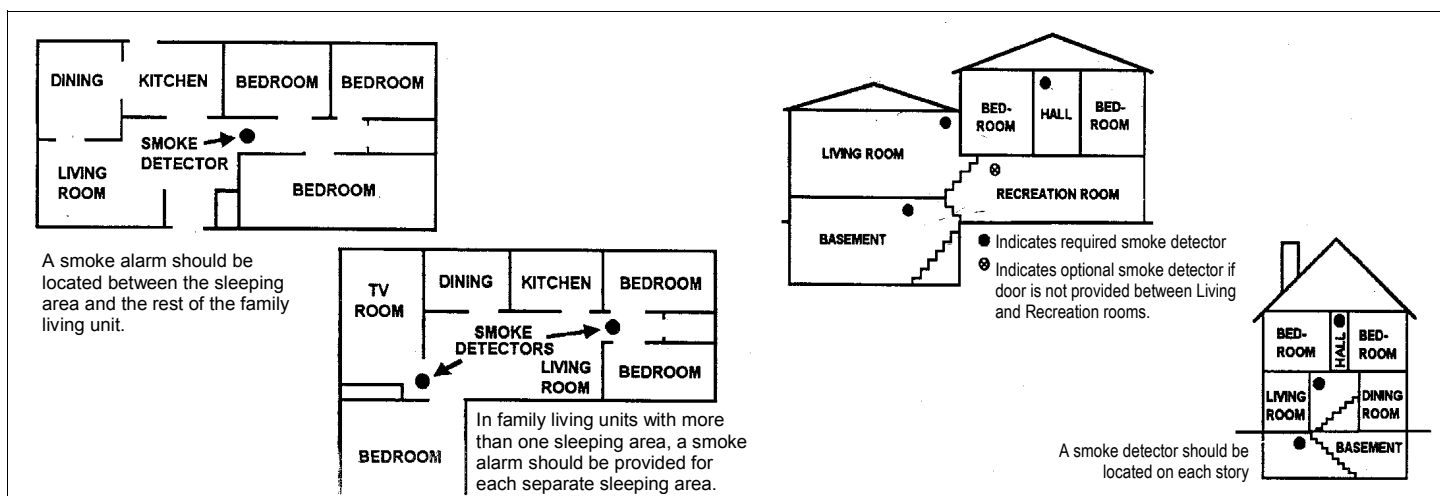 DINING
KITCHEN
BEDROOM
BEDROOM
SMOKE
DETECTOR
LIVING
ROOM
BEDROOM
A smoke alarm should be
located between the sleeping
area and the rest of the family
living unit.
TV
ROOM
DINING
KITCHEN
BEDROOM
SMOKE
DETECTORS
LIVING
ROOM
BEDROOM
BEDROOM
In family living units with more
than one sleeping area, a smoke
alarm should be provided for
each separate sleeping area.
BED-
ROOM
HALL
BED-
ROOM
LIVING ROOM
RECREATION ROOM
BASEMENT
Indicates required smoke detector
Indicates optional smoke detector if
door is not provided between Living
and Recreation rooms.
BED-
ROOM
HALL
BED-
ROOM
LIVING
ROOM
DINING
ROOM
BASEMENT
A smoke detector should be
located on each story